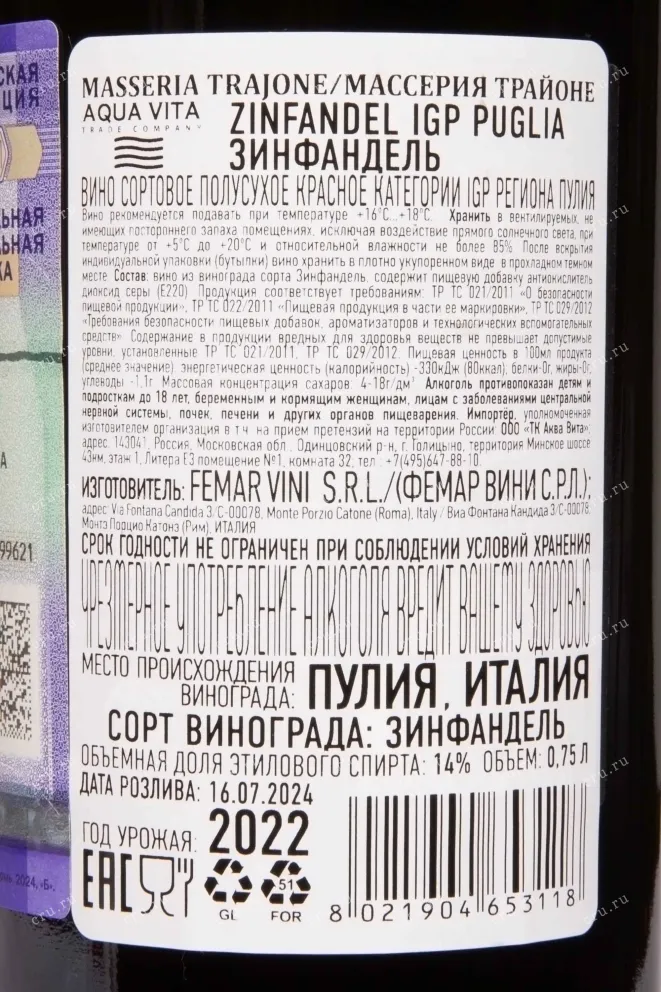 СКАЯ
ЦИЯ
ЬНАЯ
ЛЬНАЯ
КА
А
99621
2024, «Б».
MASSERIA TRAJONE/МАССЕРИЯ ТРАЙОНЕ
AQUA VITA
TRADE COMPANY
ZINFANDEL IGP PUGLIA
ЗИНФАНДЕЛЬ
ВИНО СОРТОВОЕ ПОЛУСУХОЕ КРАСНОЕ КАТЕГОРИИ IGP РЕГИОНА ПУЛИЯ
Вино рекомендуется подавать при температуре +16°С...+18°С. Хранить в вентилируемых, не
имеющих постороннего запаха помещениях, исключая воздействие прямого солнечного света, при
температуре от +5°С до +20°С и относительной влажности не более 85%. После вскрытия
индивидуальной упаковки (бутылки) вино хранить в плотно укупоренном виде в прохладном темном
месте Состав: вино из винограда сорта Зинфандель, содержит пищевую добавку антиокислитель
диоксид серы (Е220). Продукция соответствует требованиям: ТР ТС 021/2011 «О безопасности
пищевой продукции», ТР ТС 022/2011 «Пищевая продукция в части ее маркировки», ТР ТС 029/2012
«Требования безопасности пищевых добавок, ароматизаторов и технологических вспомогательных
средств» Содержание в продукции вредных для здоровья веществ не превышает допустимые
уровни, установленные ТР ТС 021/2011, ТР ТС 029/2012. Пищевая ценность в 100мл продукта
(среднее значение): энергетическая ценность (калорийность) -330кДж (80ккал), белки-0г, жиры-0г,
углеводы -1,1г. Массовая концентрация сахаров: 4-18г/дм³ Алкоголь противопоказан детям и
подросткам до 18 лет, беременным и кормящим женщинам, лицам с заболеваниями центральной
нервной системы, почек, печени и других органов пищеварения. Импортёр, уполномоченная
изготовителем организация в т.ч. на прием претензий на территории России: ООО «ТК Аква Вита»:
адрес: 143041, Россия, Московская обл., Одинцовский р-н, г. Голицыно, территория Минское шоссе
43км, этаж 1, Литера Е3 помещение №1, комната 32, тел.: +7(495)647-88-10.
ИЗГОТОВИТЕЛЬ: FEMAR VINI S.R.L./(ФЕМАР ВИНИ С.Р.Л.);
адрес: Via Fontana Candida 3/C-00078, Monte Porzio Catone (Roma), Italy / Виа Фонтана Кандида 3/С-00078,
Монтэ Порцио Катонэ (Рим), ИТАЛИЯ
СРОК ГОДНОСТИ НЕ ОГРАНИЧЕН ПРИ СОБЛЮДЕНИИ УСЛОВИЙ ХРАНЕНИЯ
ЧРЕЗМЕРНОЕ УПОТРЕБЛЕНИЕ АЛКОГОЛЯ ВРЕДИТ ВАШЕМУ ЗДОРОВЬЮ
МЕСТО ПРОИСХОЖДЕНИЯ
ВИНОГРАДА: ПУЛИЯ, ИТАЛИЯ
СОРТ ВИНОГРАДА: ЗИНФАНДЕЛЬ
ОБЪЕМНАЯ ДОЛЯ ЭТИЛОВОГО СПИРТА: 14% ОБЪЕМ: 0,75 Л
ДАТА РОЗЛИВА: 16.07.2024
ГОД УРОЖАЯ: 2022
EAC
51
GL
FOR
8 021904 653118
cru.ru